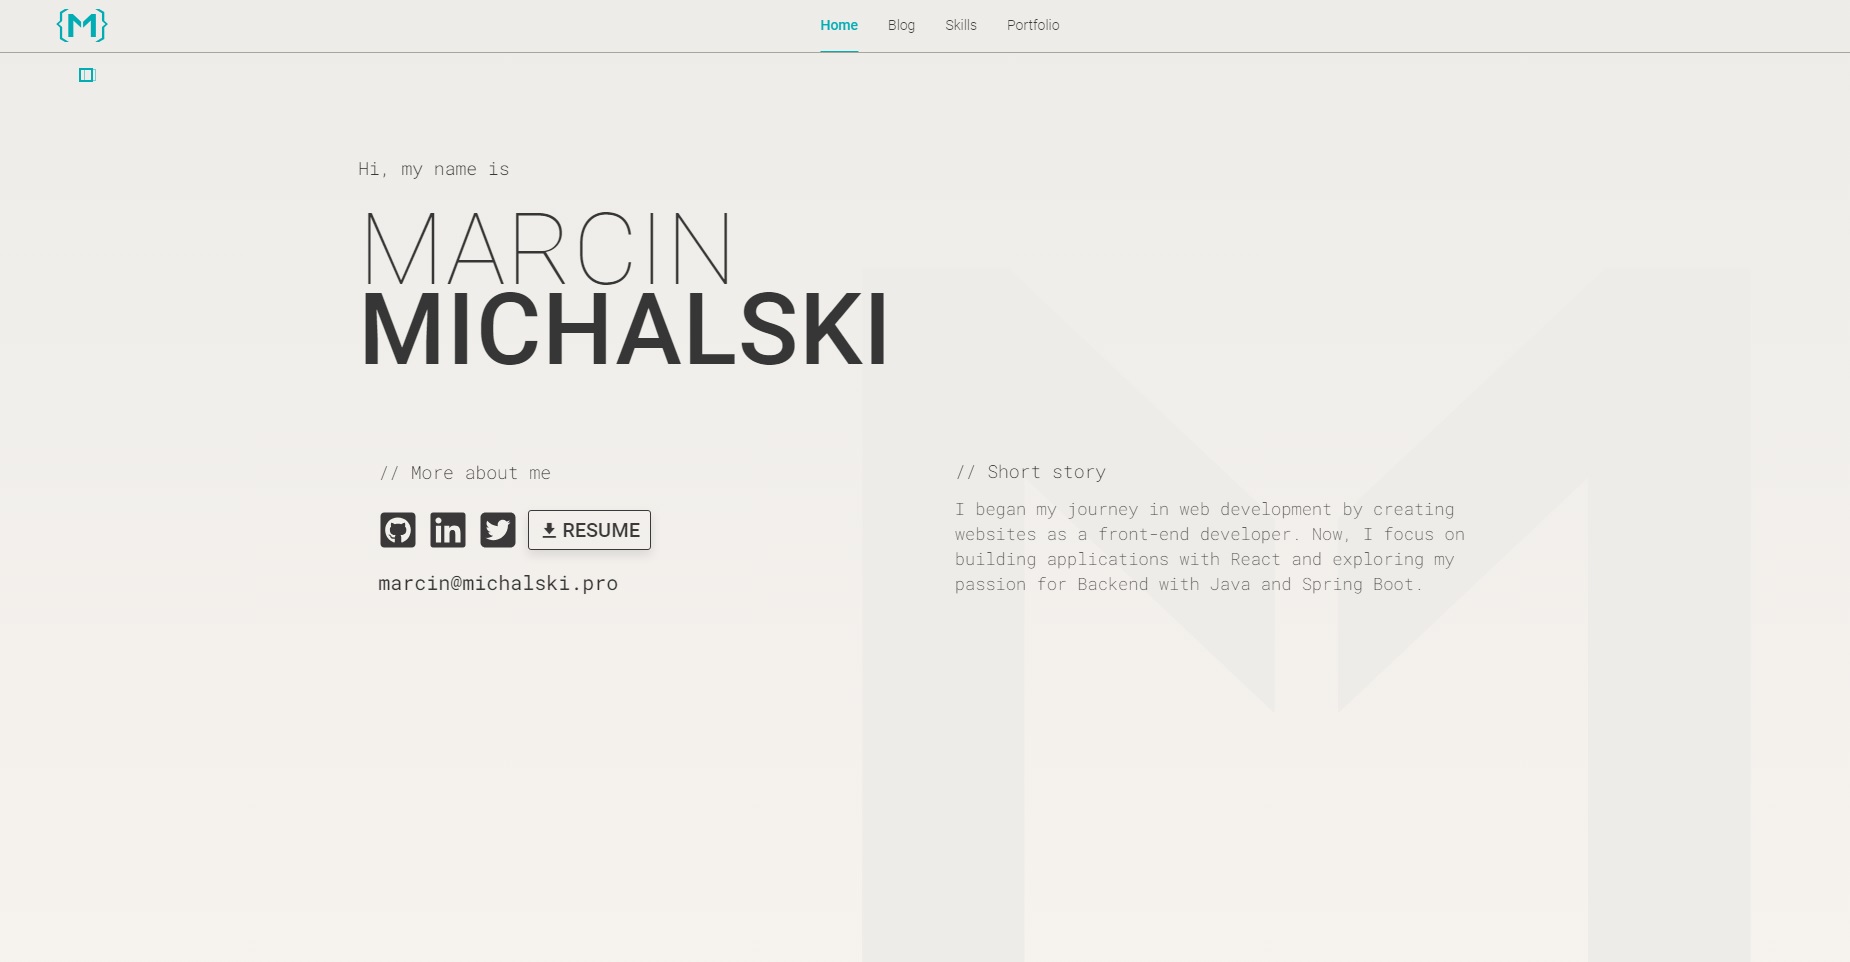 {M}
Home Blog Skills Portfolio
Hi, my name is
MARCIN
MICHALSKI
// More about me
in RESUME
marcin@michalski.pro
// Short story
I began my journey in web development by creating
websites as a front-end developer. Now, I focus on
building applications with React and exploring my
passion for Backend with Java and Spring Boot.